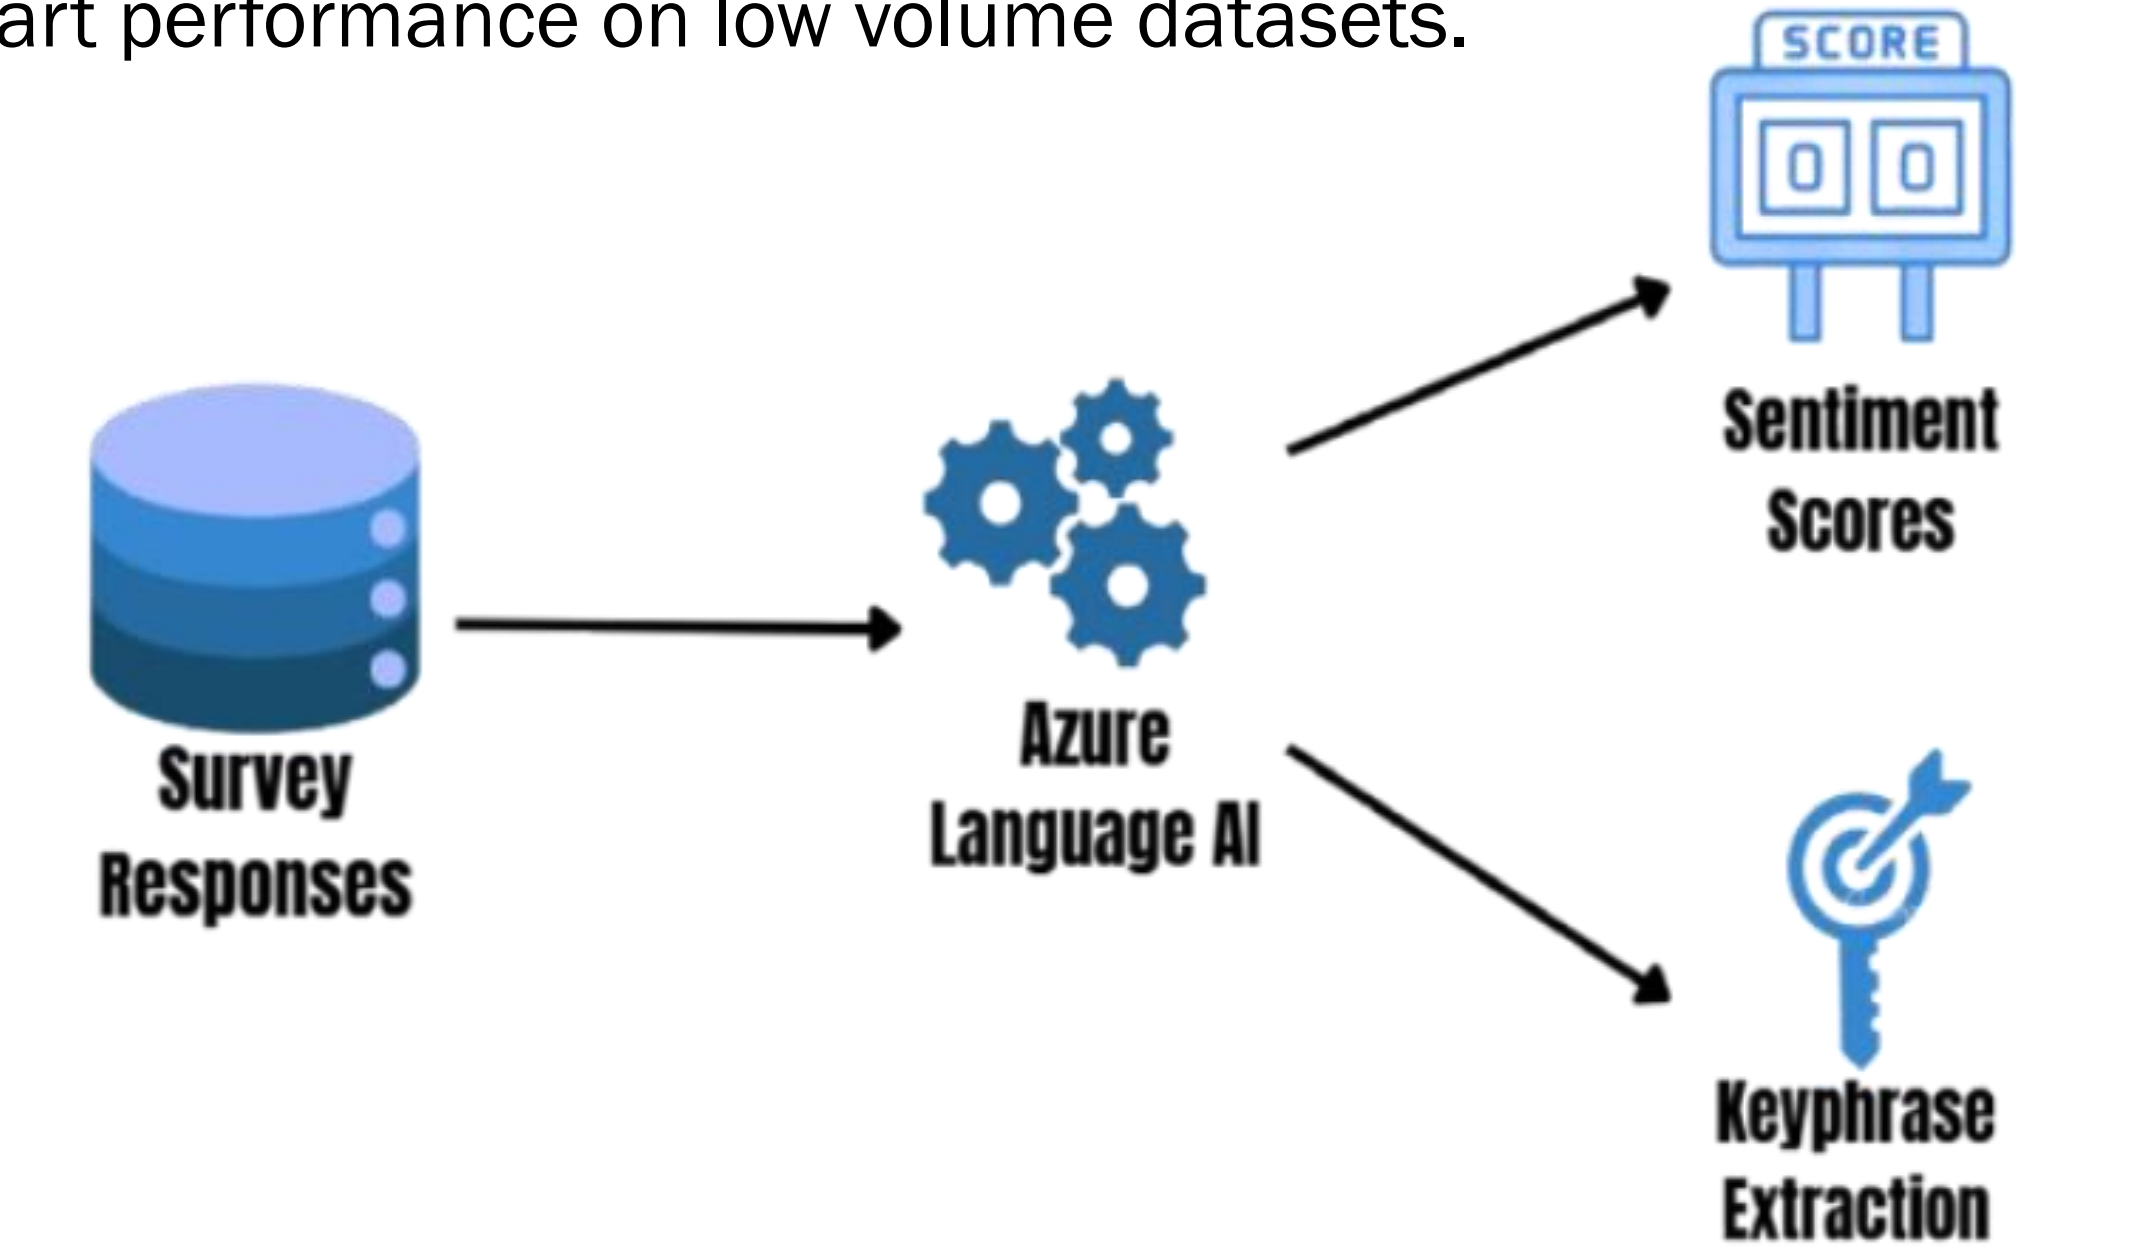 art performance on low volume datasets.
SCORE
0 0
Sentiment
Scores
Survey
Responses
Azure
Language AI
Keyphrase
Extraction